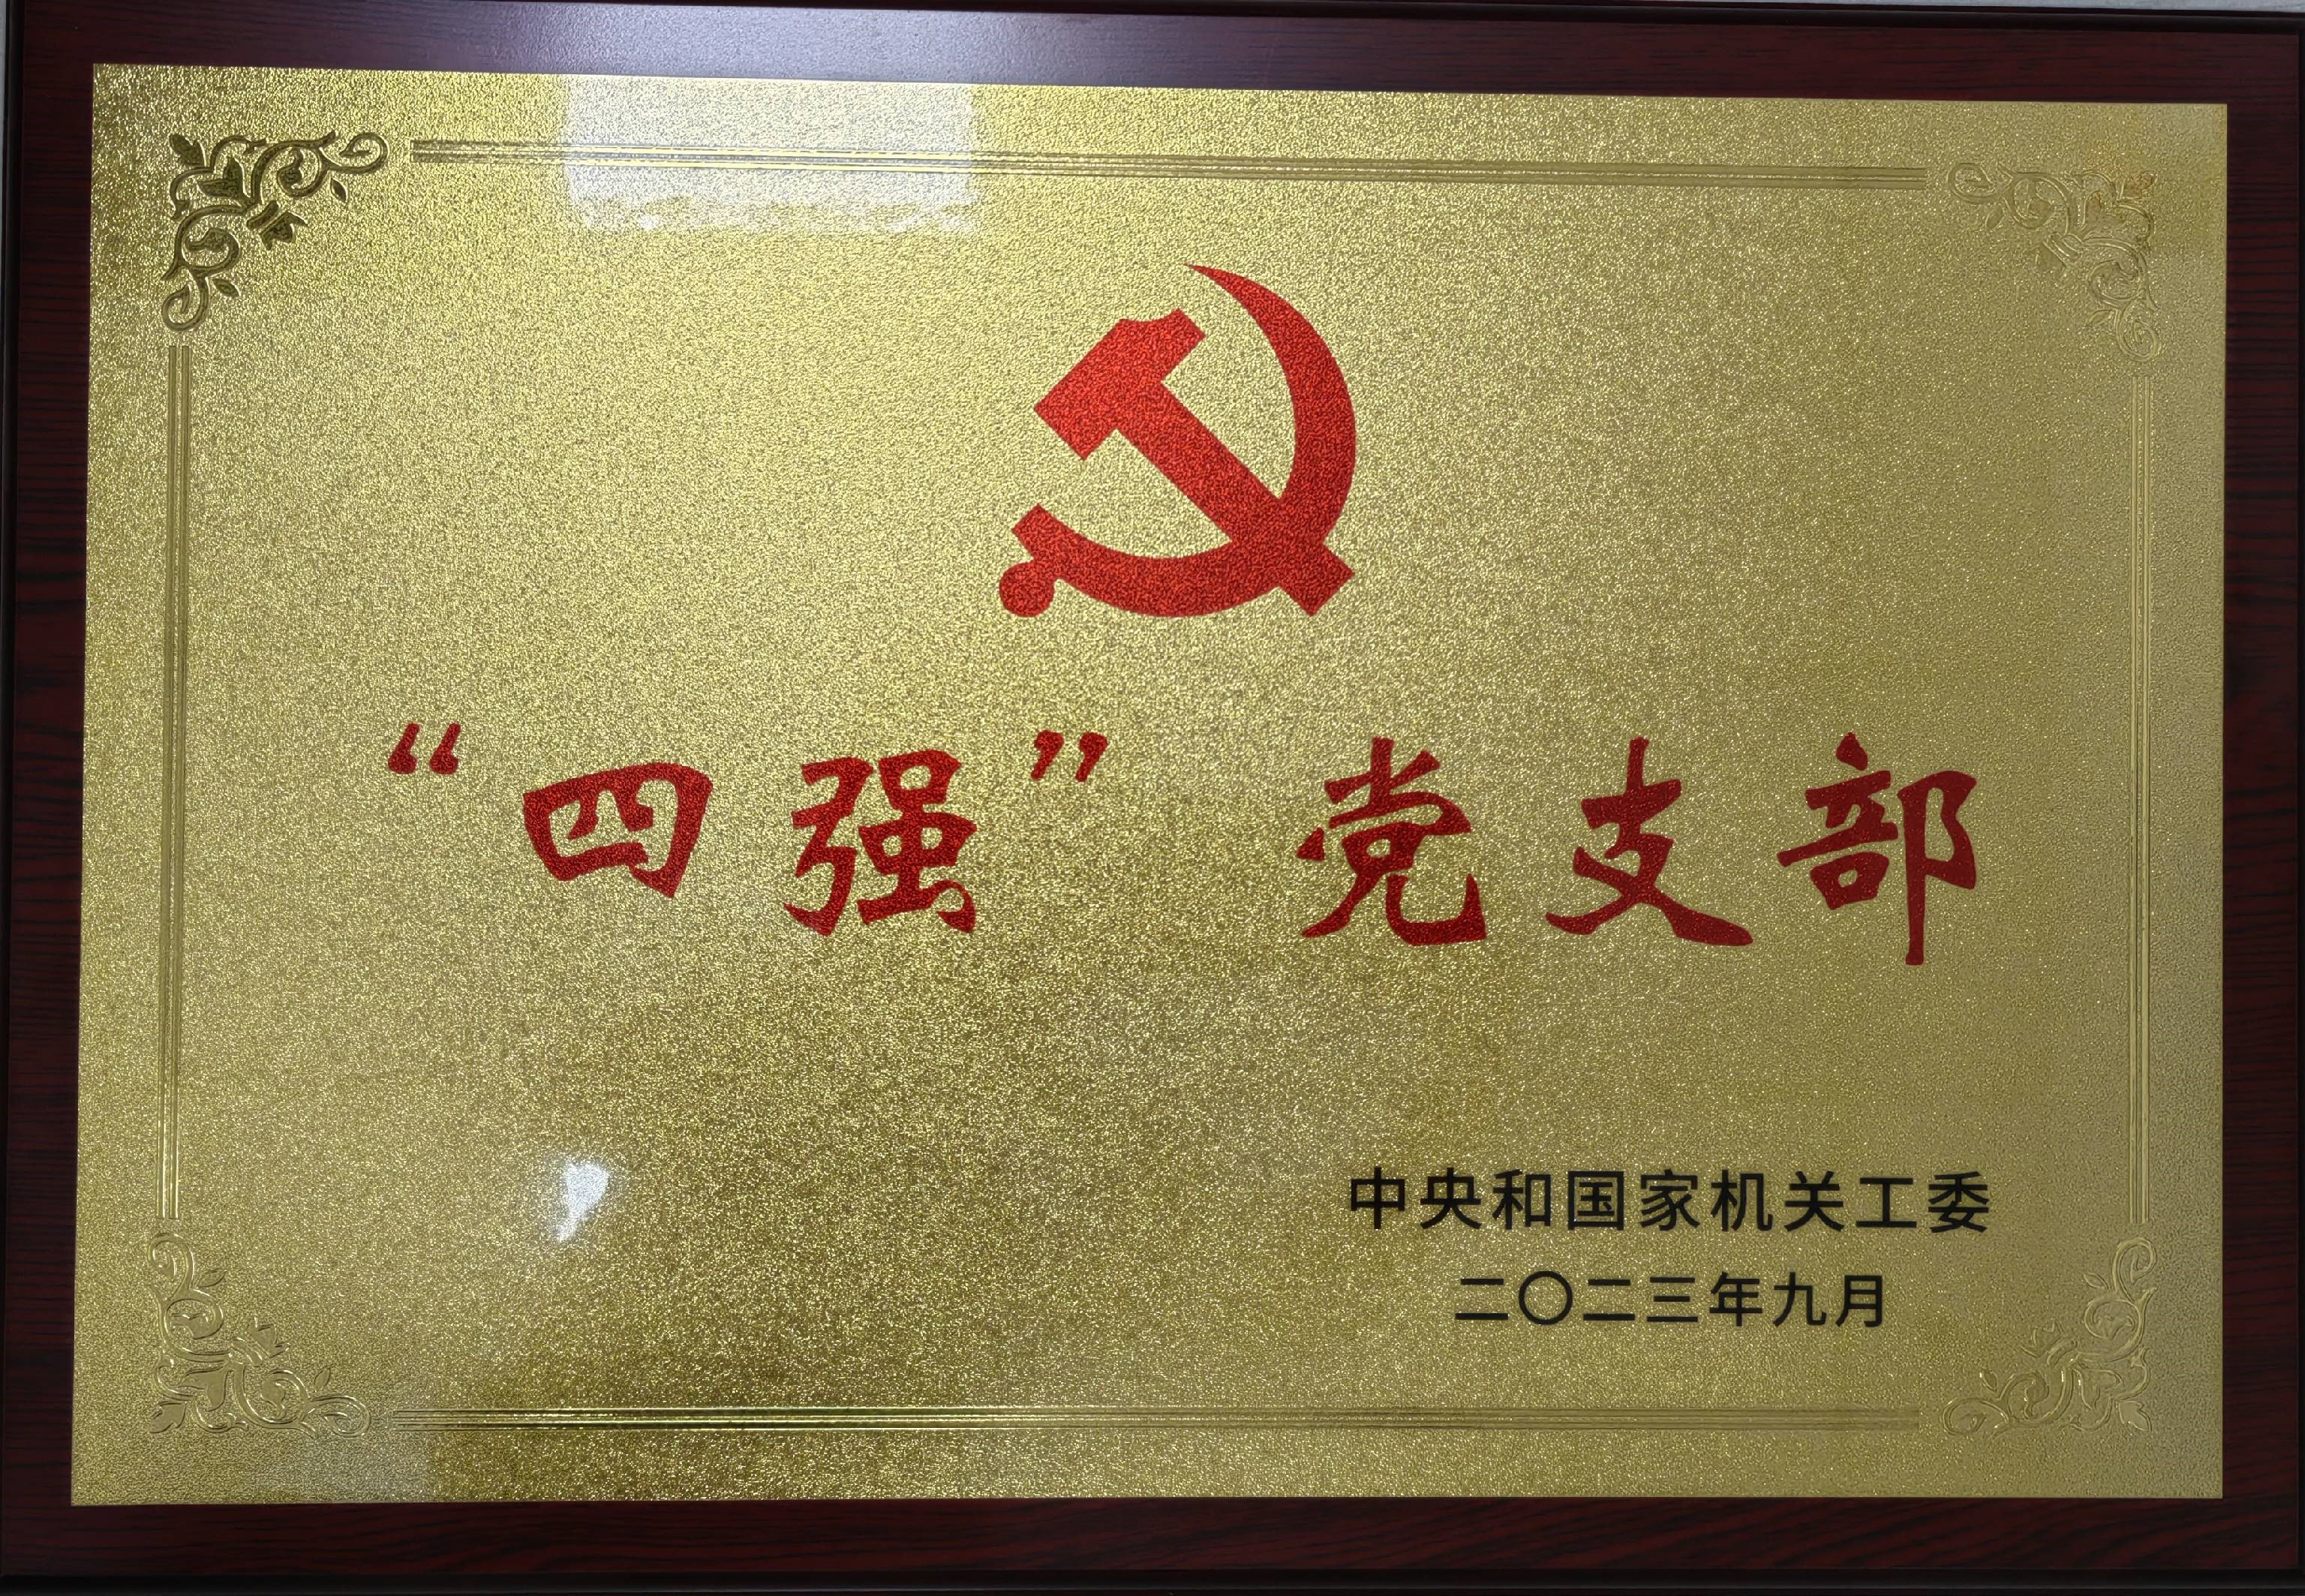 “四强”党支部
中央和国家机关工委
二〇二三年九月